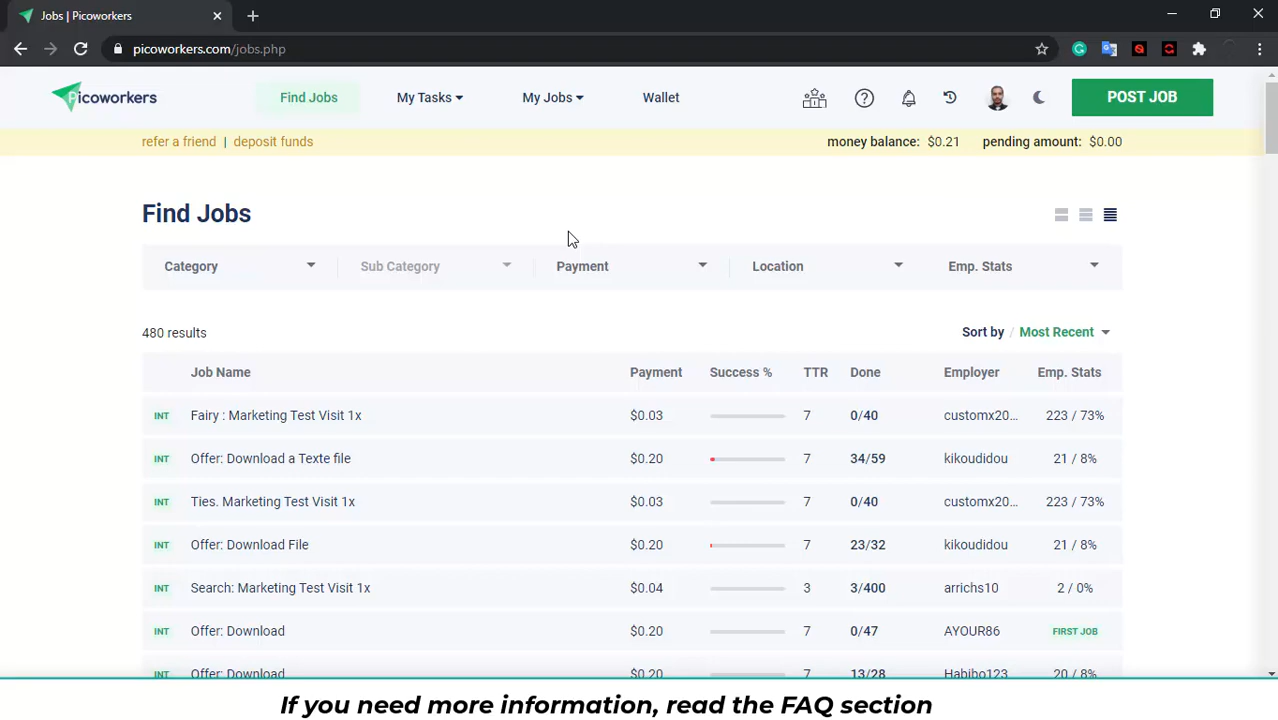 Jobs | Picoworkers
picoworkers.com/jobs.php
Picoworkers
Find Jobs
My Tasks
My Jobs
Wallet
POST JOB
refer a friend | deposit funds
money balance: $0.21 pending amount: $0.00
Find Jobs
Category
Sub Category
Payment
Location
Emp. Stats
480 results
Sort by / Most Recent
Job Name Payment Success % TTR Done Employer Emp. Stats
INT Fairy : Marketing Test Visit 1x $0.03 7 0/40 customx20... 223 / 73%
INT Offer: Download a Texte file $0.20 7 34/59 kikoudidou 21 / 8%
INT Ties. Marketing Test Visit 1x $0.03 7 0/40 customx20... 223 / 73%
INT Offer: Download File $0.20 7 23/32 kikoudidou 21 / 8%
INT Search: Marketing Test Visit 1x $0.04 3 3/400 arrichs10 2 / 0%
INT Offer: Download $0.20 7 0/47 AYOUR86 FIRST JOB
INT Offer: Download $0.20 7 13/28 Habibo123 20 / 8%
If you need more information, read the FAQ section